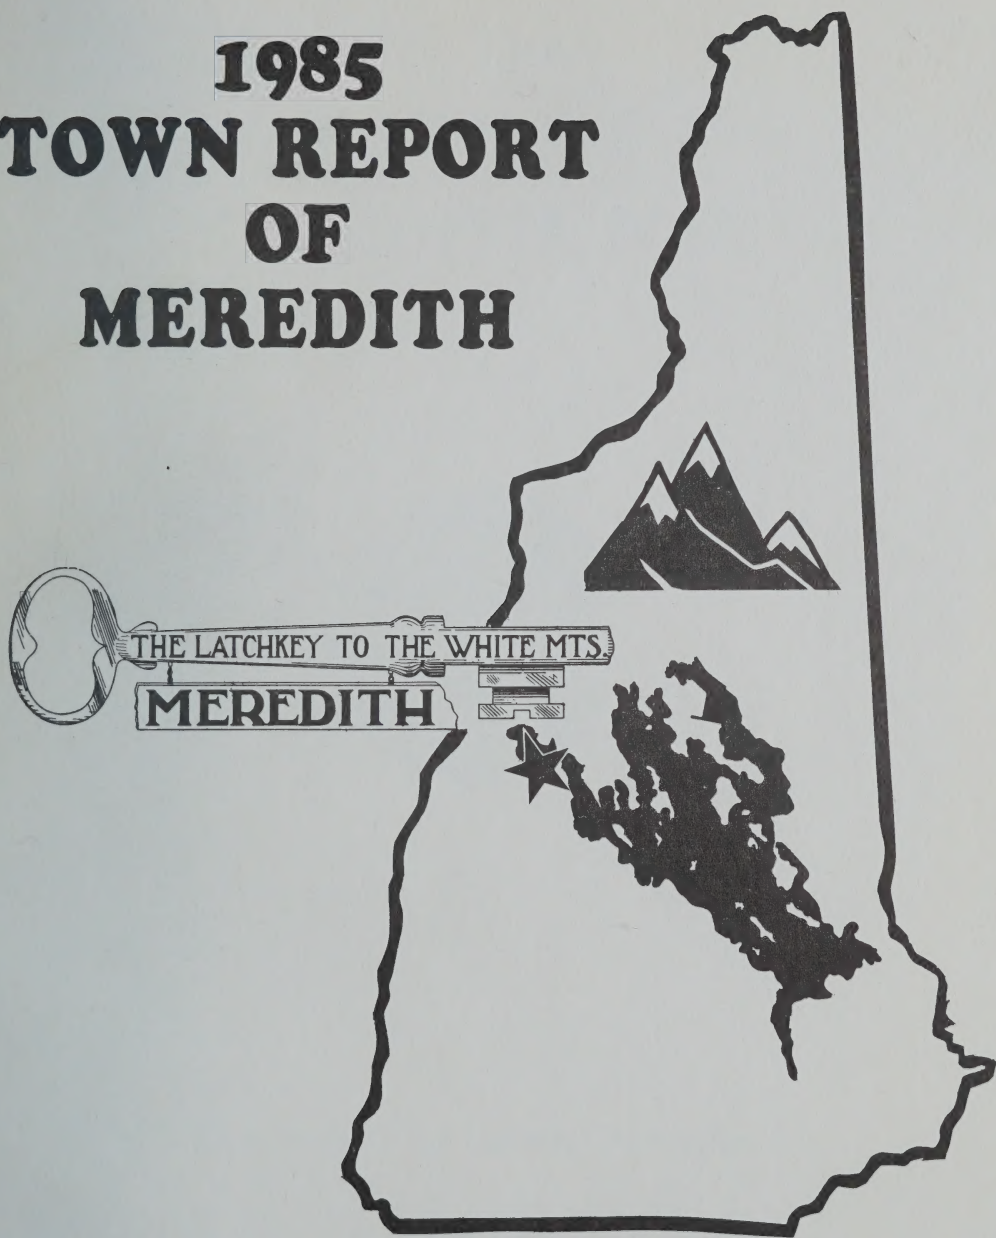 1985
TOWN REPORT
OF
MEREDITH
THE LATCHKEY TO THE WHITE MTS.
MEREDITH